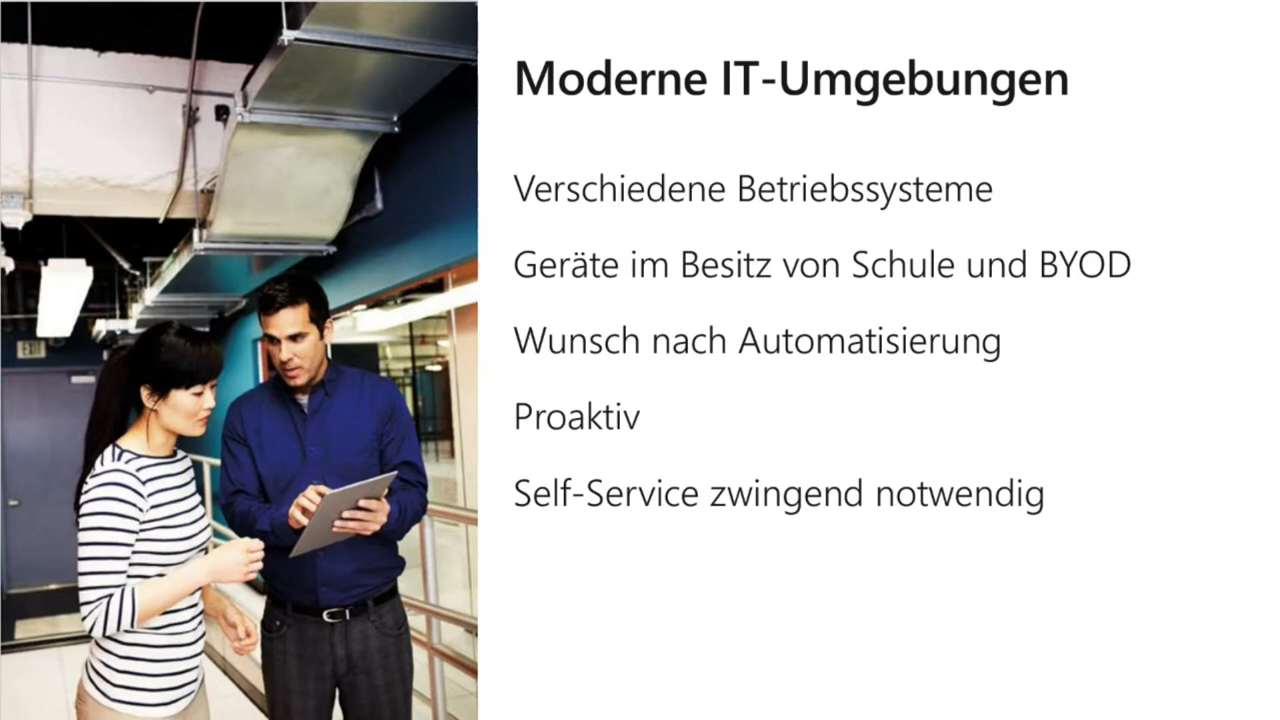 Moderne IT-Umgebungen
Verschiedene Betriebssysteme
Geräte im Besitz von Schule und BYOD
Wunsch nach Automatisierung
Proaktiv
Self-Service zwingend notwendig
EXIT